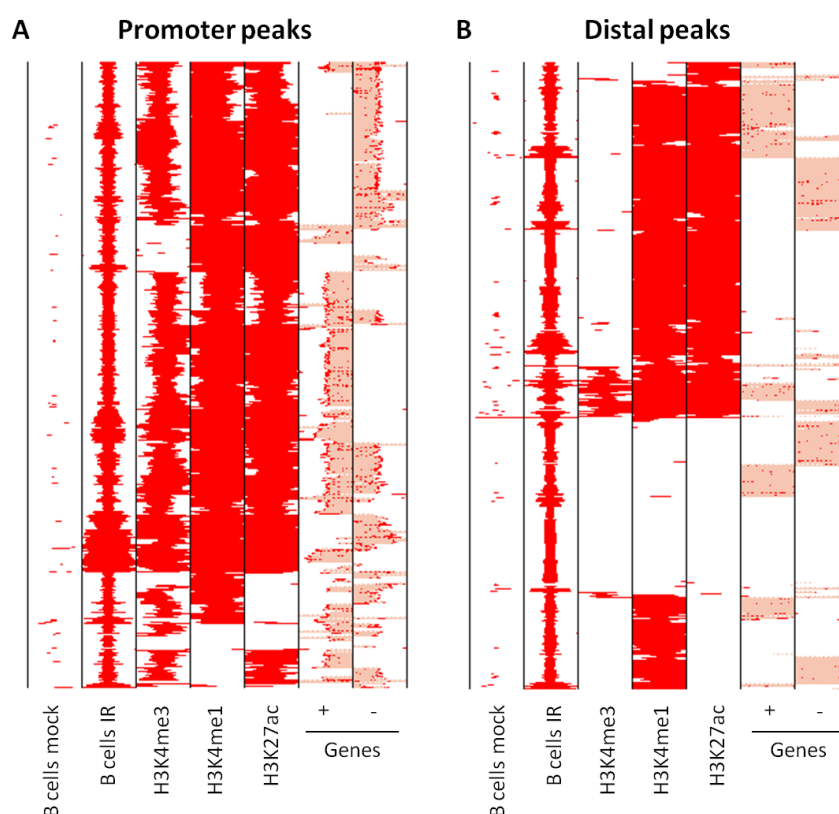 A
Promoter peaks
B cells mock
B cells IR
H3K4me3
H3K4me1
H3K27ac
+
-
Genes
B
Distal peaks
B cells mock
B cells IR
H3K4me3
H3K4me1
H3K27ac
+
-
Genes